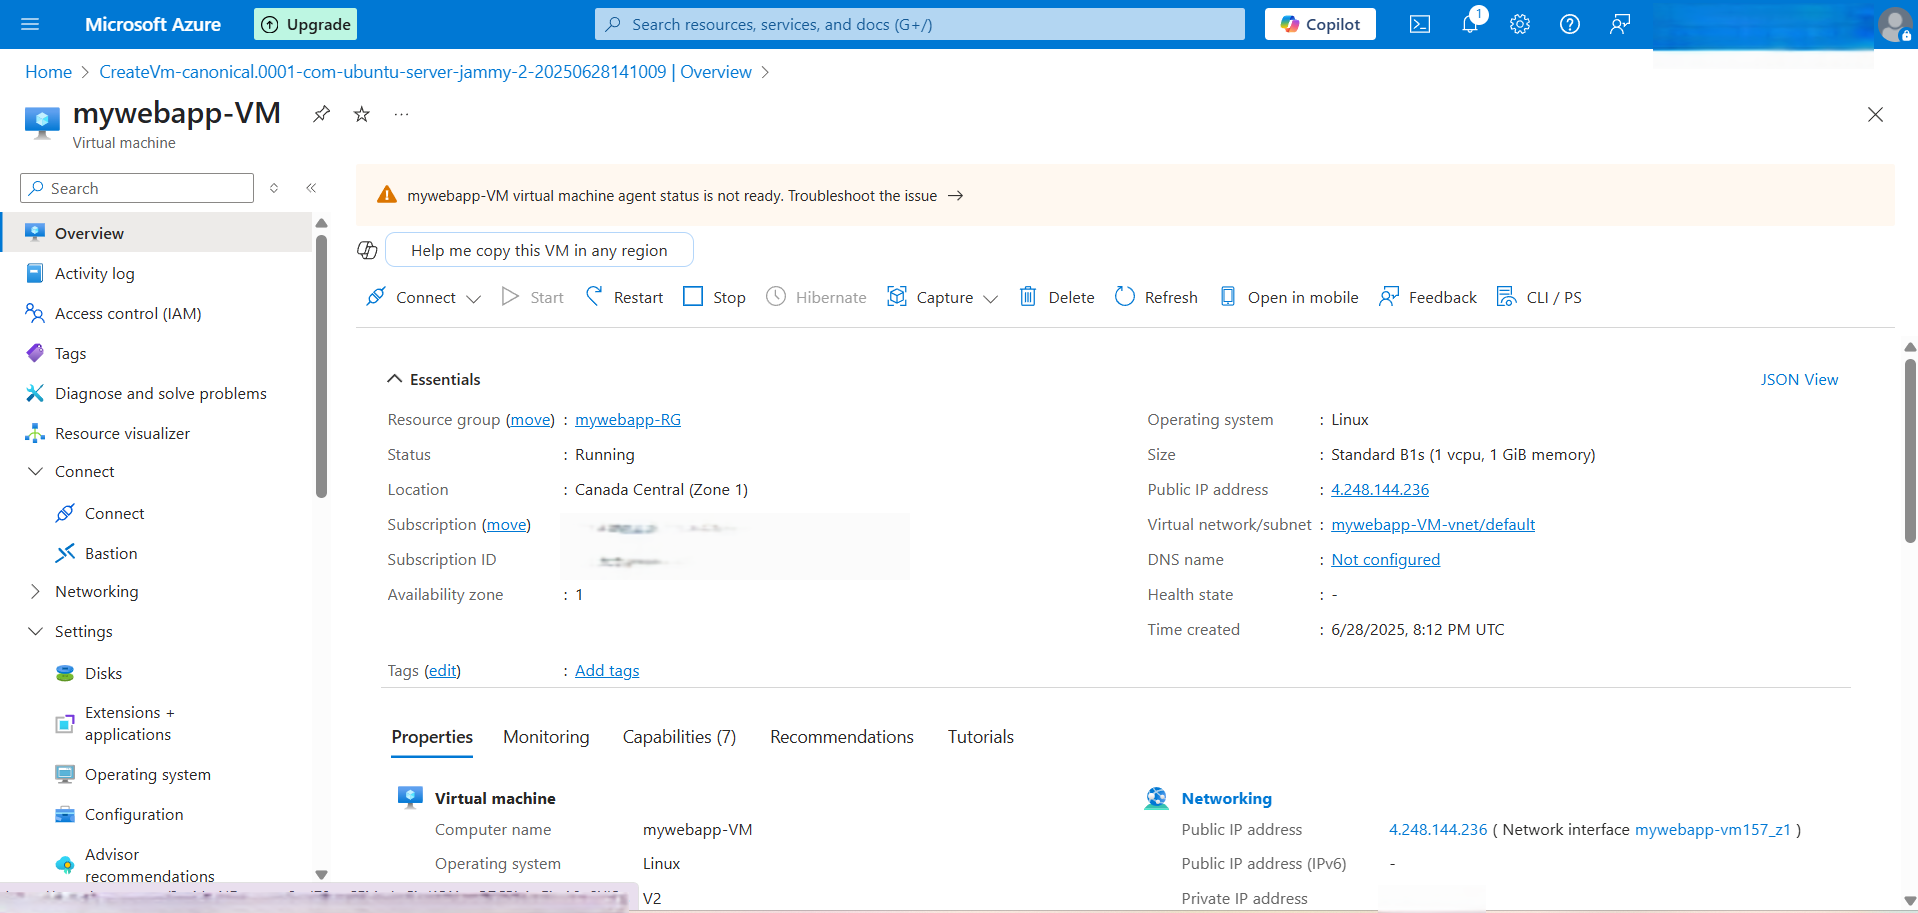 Microsoft Azure
Upgrade
Search resources, services, and docs (G+/)
Copilot
1
Home > CreateVm-canonical.0001-com-ubuntu-server-jammy-2-20250628141009 | Overview >
mywebapp-VM
Virtual machine
Search
Overview
Activity log
Access control (IAM)
Tags
Diagnose and solve problems
Resource visualizer
Connect
Connect
Bastion
Networking
Settings
Disks
Extensions +
applications
Operating system
Configuration
Advisor
recommendations
mywebapp-VM virtual machine agent status is not ready. Troubleshoot the issue →
Help me copy this VM in any region
Connect Start Restart Stop Hibernate Capture Delete Refresh Open in mobile Feedback CLI / PS
Essentials
JSON View
Resource group (move) : mywebapp-RG
Status : Running
Location : Canada Central (Zone 1)
Subscription (move)
Subscription ID
Availability zone : 1
Operating system : Linux
Size : Standard B1s (1 vcpu, 1 GiB memory)
Public IP address : 4.248.144.236
Virtual network/subnet : mywebapp-VM-vnet/default
DNS name : Not configured
Health state : -
Time created : 6/28/2025, 8:12 PM UTC
Tags (edit) : Add tags
Properties Monitoring Capabilities (7) Recommendations Tutorials
Virtual machine
Computer name mywebapp-VM
Operating system Linux
V2
Networking
Public IP address 4.248.144.236 ( Network interface mywebapp-vm157_z1 )
Public IP address (IPv6) -
Private IP address